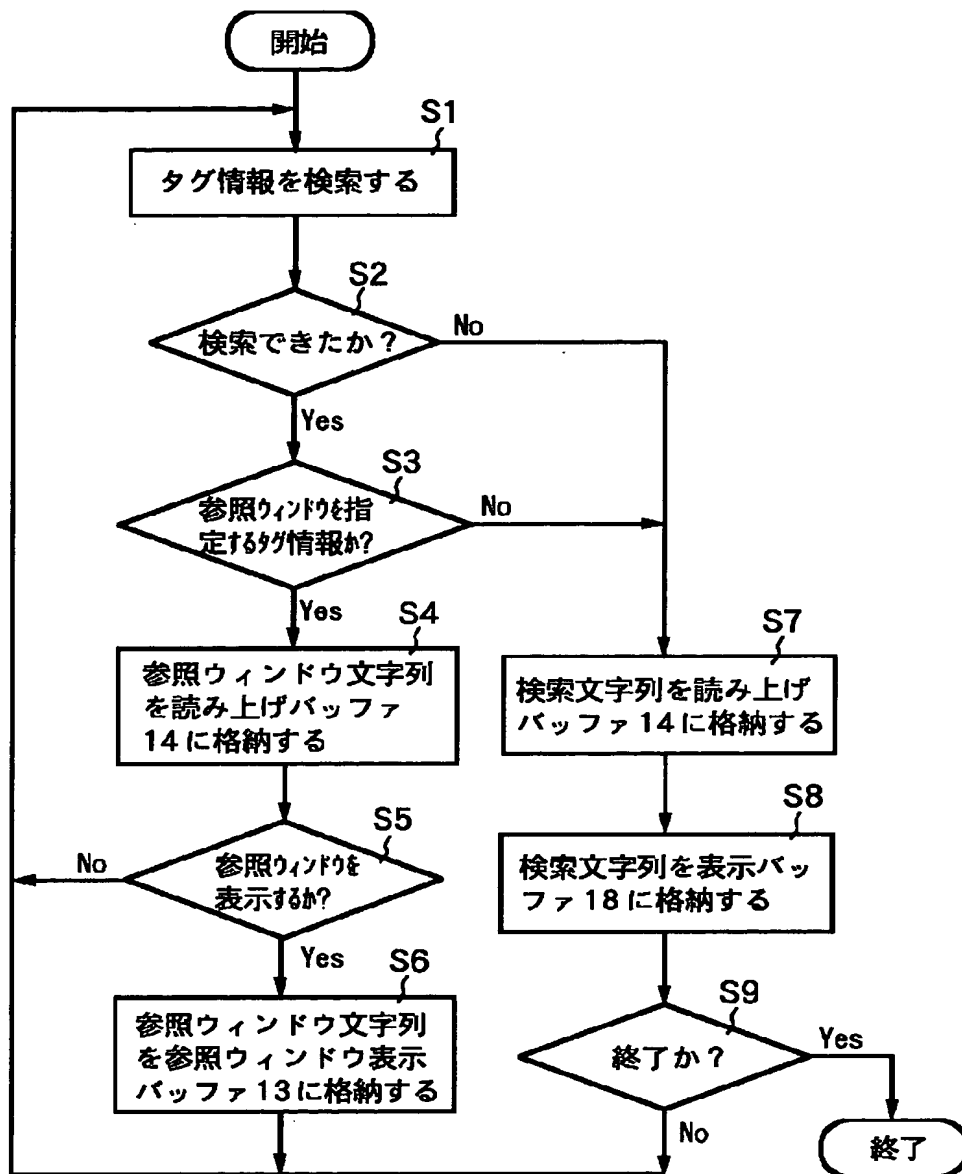 開始
S1
タグ情報を検索する
S2
検索できたか？
No
Yes
S3
参照ウィンドウを指
定するタグ情報か？
No
Yes
S4
参照ウィンドウ文字列
を読み上げバッファ
14に格納する
S7
検索文字列を読み上げ
バッファ14に格納する
S5
参照ウィンドウを
表示するか？
No
Yes
S8
検索文字列を表示バッ
ファ18に格納する
S6
参照ウィンドウ文字列
を参照ウィンドウ表示
バッファ13に格納する
S9
終了か？
Yes
No
終了